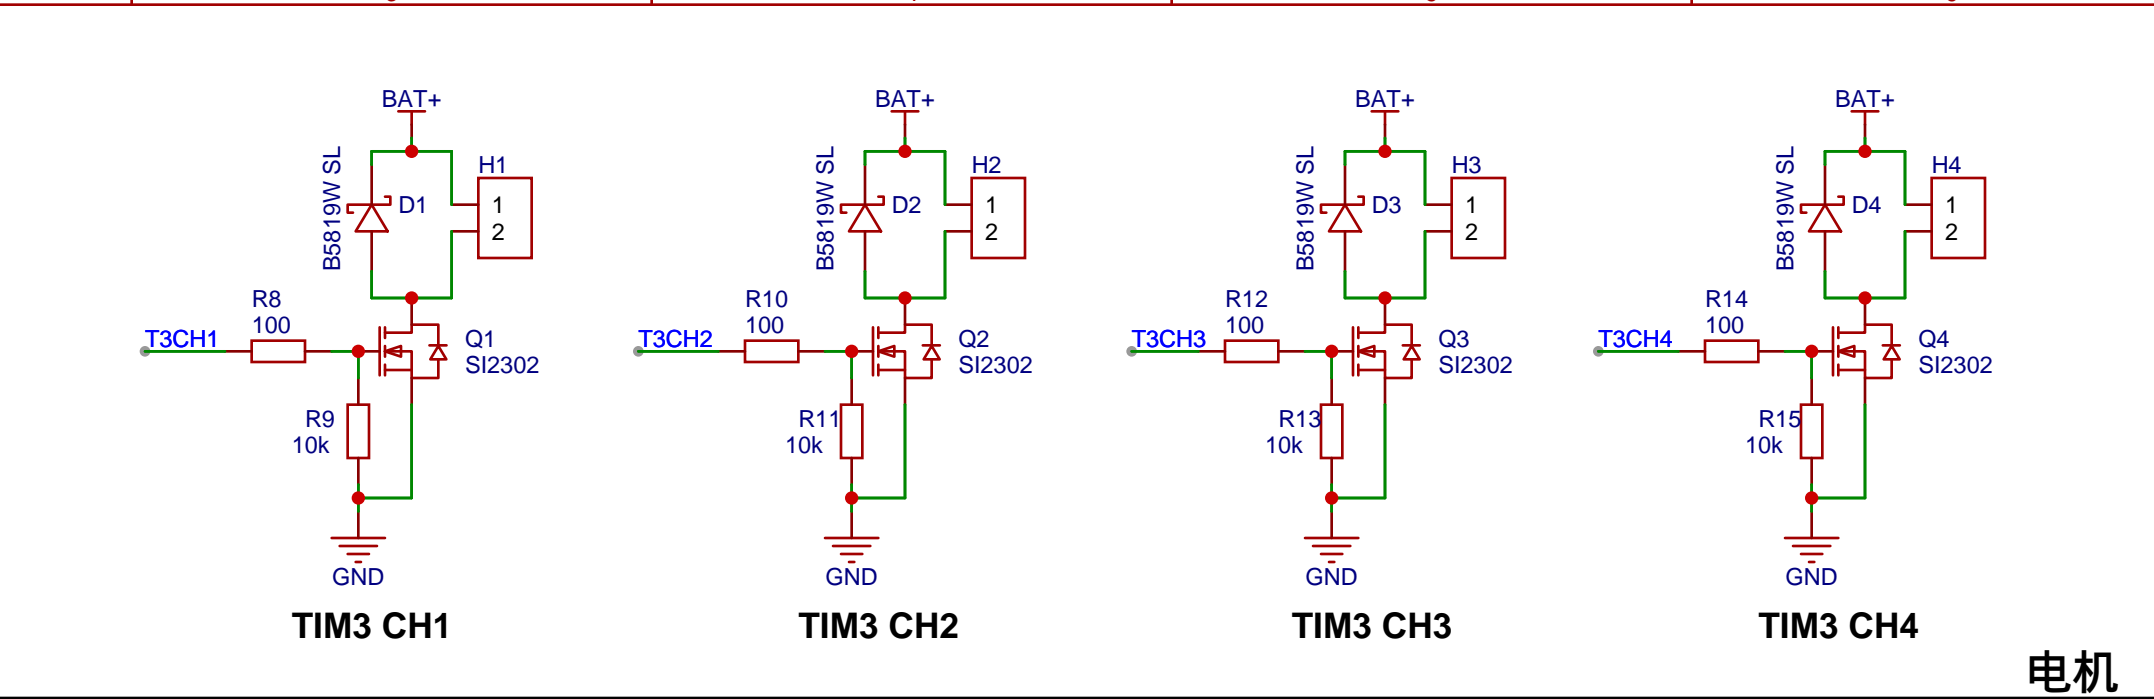 BAT+
B5819W SL
D1
H1
1
2
R8
100
T3CH1
Q1
SI2302
R9
10k
GND
TIM3 CH1
BAT+
B5819W SL
D2
H2
1
2
R10
100
T3CH2
Q2
SI2302
R11
10k
GND
TIM3 CH2
BAT+
B5819W SL
D3
H3
1
2
R12
100
T3CH3
Q3
SI2302
R13
10k
GND
TIM3 CH3
BAT+
B5819W SL
D4
H4
1
2
R14
100
T3CH4
Q4
SI2302
R15
10k
GND
TIM3 CH4
电机